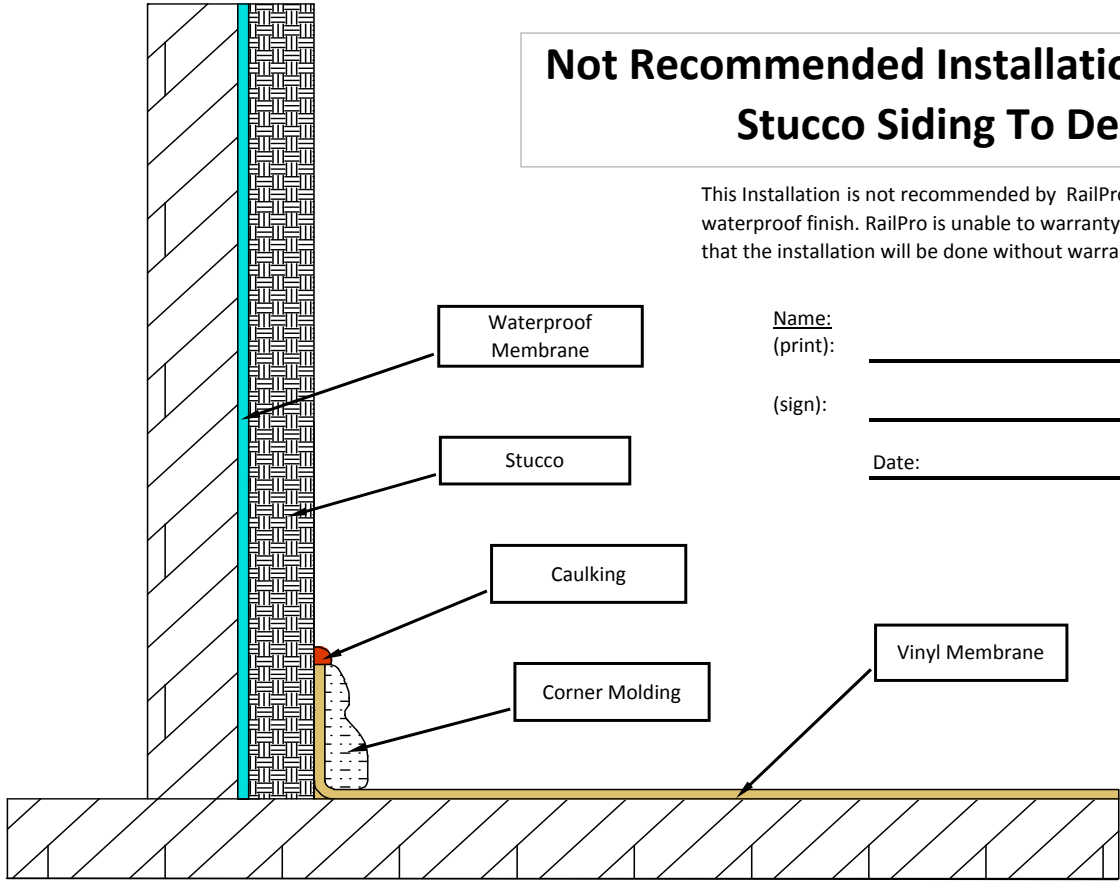 Not Recommended Installatio
Stucco Siding To De
This Installation is not recommended by RailPro
waterproof finish. RailPro is unable to warranty
that the installation will be done without warra
Waterproof
Membrane
Name:
(print):
(sign):
Stucco
Date:
Caulking
Vinyl Membrane
Corner Molding